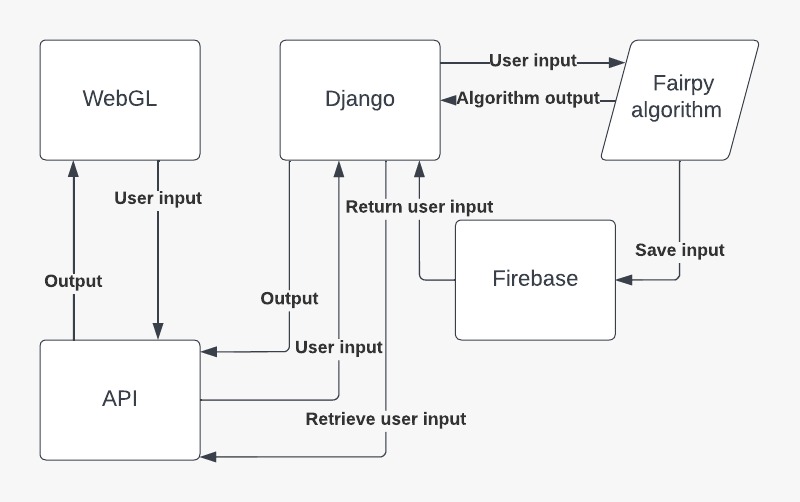 WebGL
Django
Fairpy
algorithm
User input
Algorithm output
User input
Return user input
Output
Output
User input
Save input
Firebase
API
Retrieve user input